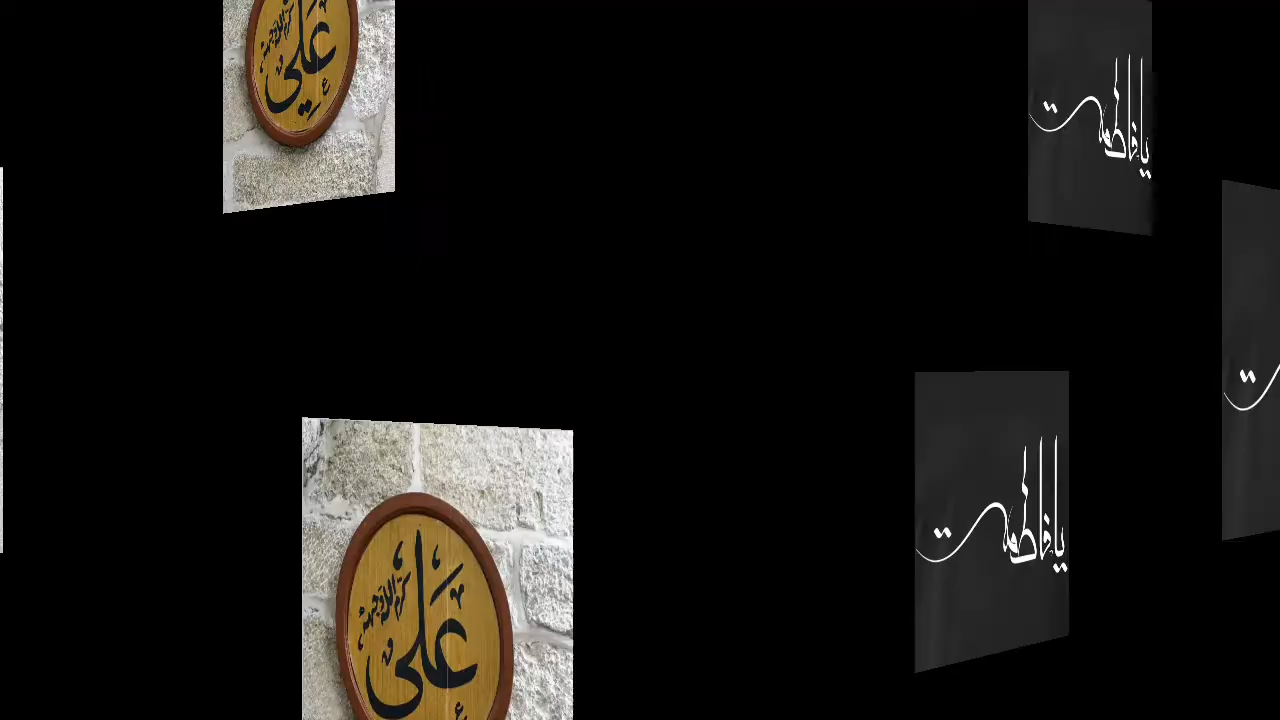 علي
كرم الله وجهه
يا فاطمة
علي
كرم الله وجهه
يا فاطمة